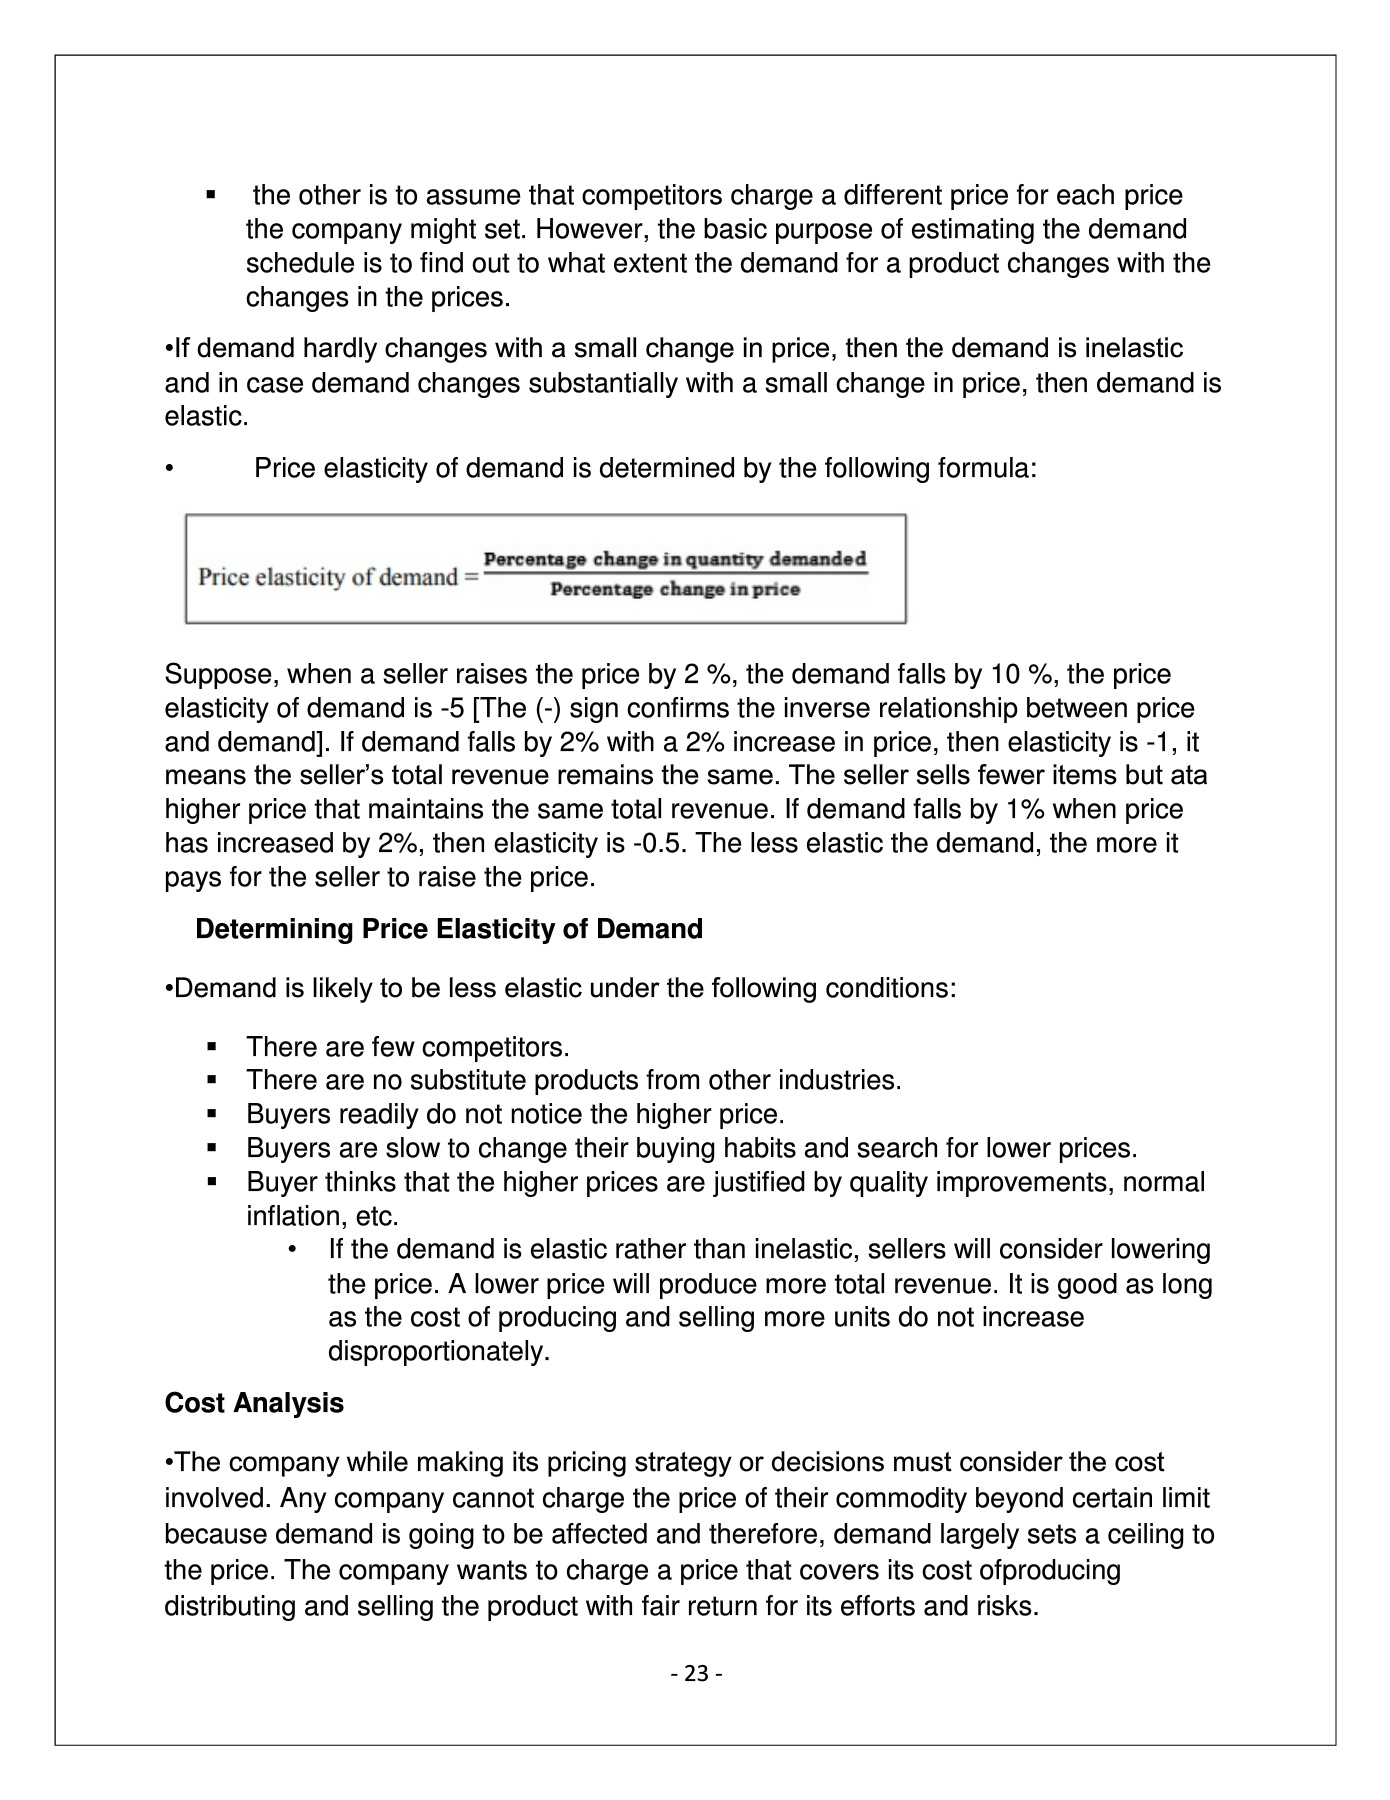 ▪ the other is to assume that competitors charge a different price for each price
the company might set. However, the basic purpose of estimating the demand
schedule is to find out to what extent the demand for a product changes with the
changes in the prices.
•If demand hardly changes with a small change in price, then the demand is inelastic
and in case demand changes substantially with a small change in price, then demand is
elastic.
• Price elasticity of demand is determined by the following formula:
Price elasticity of demand = Percentage change in quantity demanded
Percentage change in price
Suppose, when a seller raises the price by 2 %, the demand falls by 10 %, the price
elasticity of demand is -5 [The (-) sign confirms the inverse relationship between price
and demand]. If demand falls by 2% with a 2% increase in price, then elasticity is -1, it
means the seller’s total revenue remains the same. The seller sells fewer items but ata
higher price that maintains the same total revenue. If demand falls by 1% when price
has increased by 2%, then elasticity is -0.5. The less elastic the demand, the more it
pays for the seller to raise the price.
Determining Price Elasticity of Demand
•Demand is likely to be less elastic under the following conditions:
▪ There are few competitors.
▪ There are no substitute products from other industries.
▪ Buyers readily do not notice the higher price.
▪ Buyers are slow to change their buying habits and search for lower prices.
▪ Buyer thinks that the higher prices are justified by quality improvements, normal
inflation, etc.
• If the demand is elastic rather than inelastic, sellers will consider lowering
the price. A lower price will produce more total revenue. It is good as long
as the cost of producing and selling more units do not increase
disproportionately.
Cost Analysis
•The company while making its pricing strategy or decisions must consider the cost
involved. Any company cannot charge the price of their commodity beyond certain limit
because demand is going to be affected and therefore, demand largely sets a ceiling to
the price. The company wants to charge a price that covers its cost ofproducing
distributing and selling the product with fair return for its efforts and risks.
- 23 -